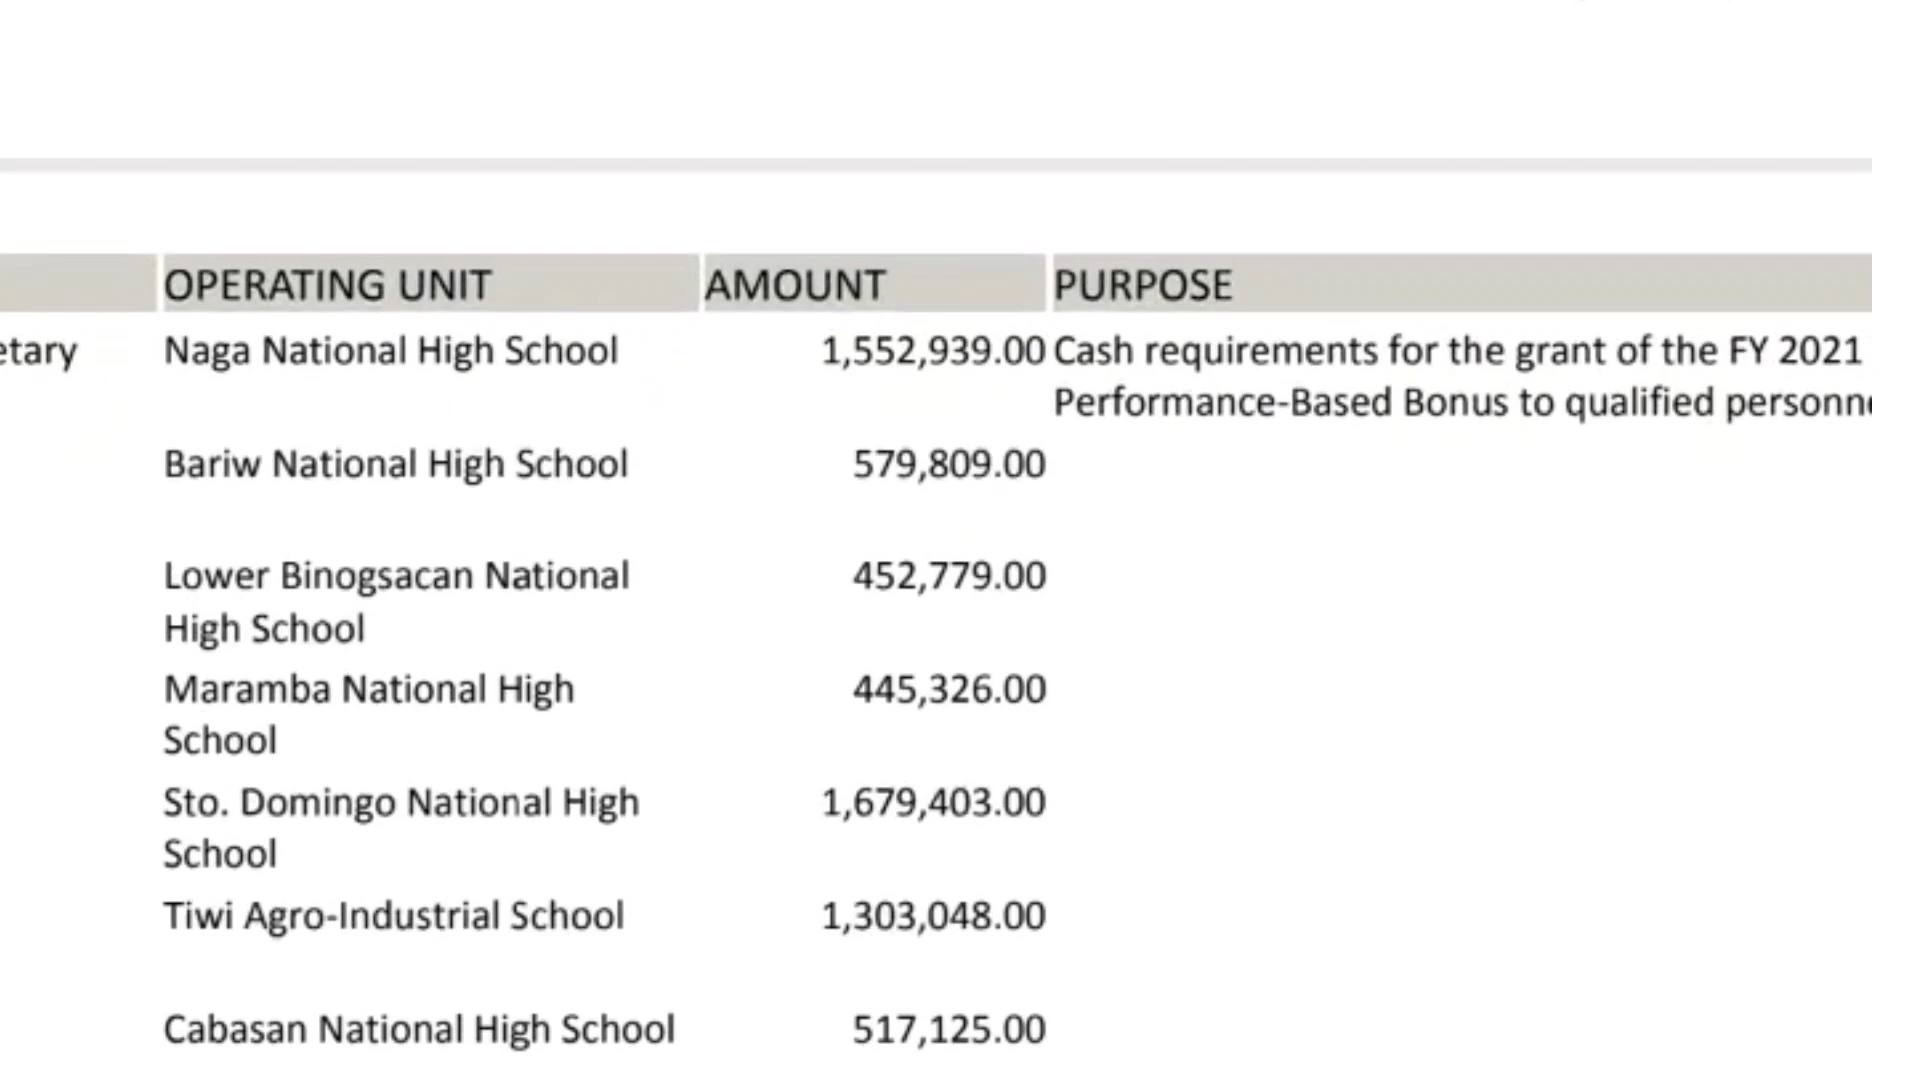 OPERATING UNIT AMOUNT PURPOSE
etary Naga National High School 1,552,939.00 Cash requirements for the grant of the FY 2021
Performance-Based Bonus to qualified personne
Bariw National High School 579,809.00
Lower Binogsacan National 452,779.00
High School
Maramba National High 445,326.00
School
Sto. Domingo National High 1,679,403.00
School
Tiwi Agro-Industrial School 1,303,048.00
Cabasan National High School 517,125.00